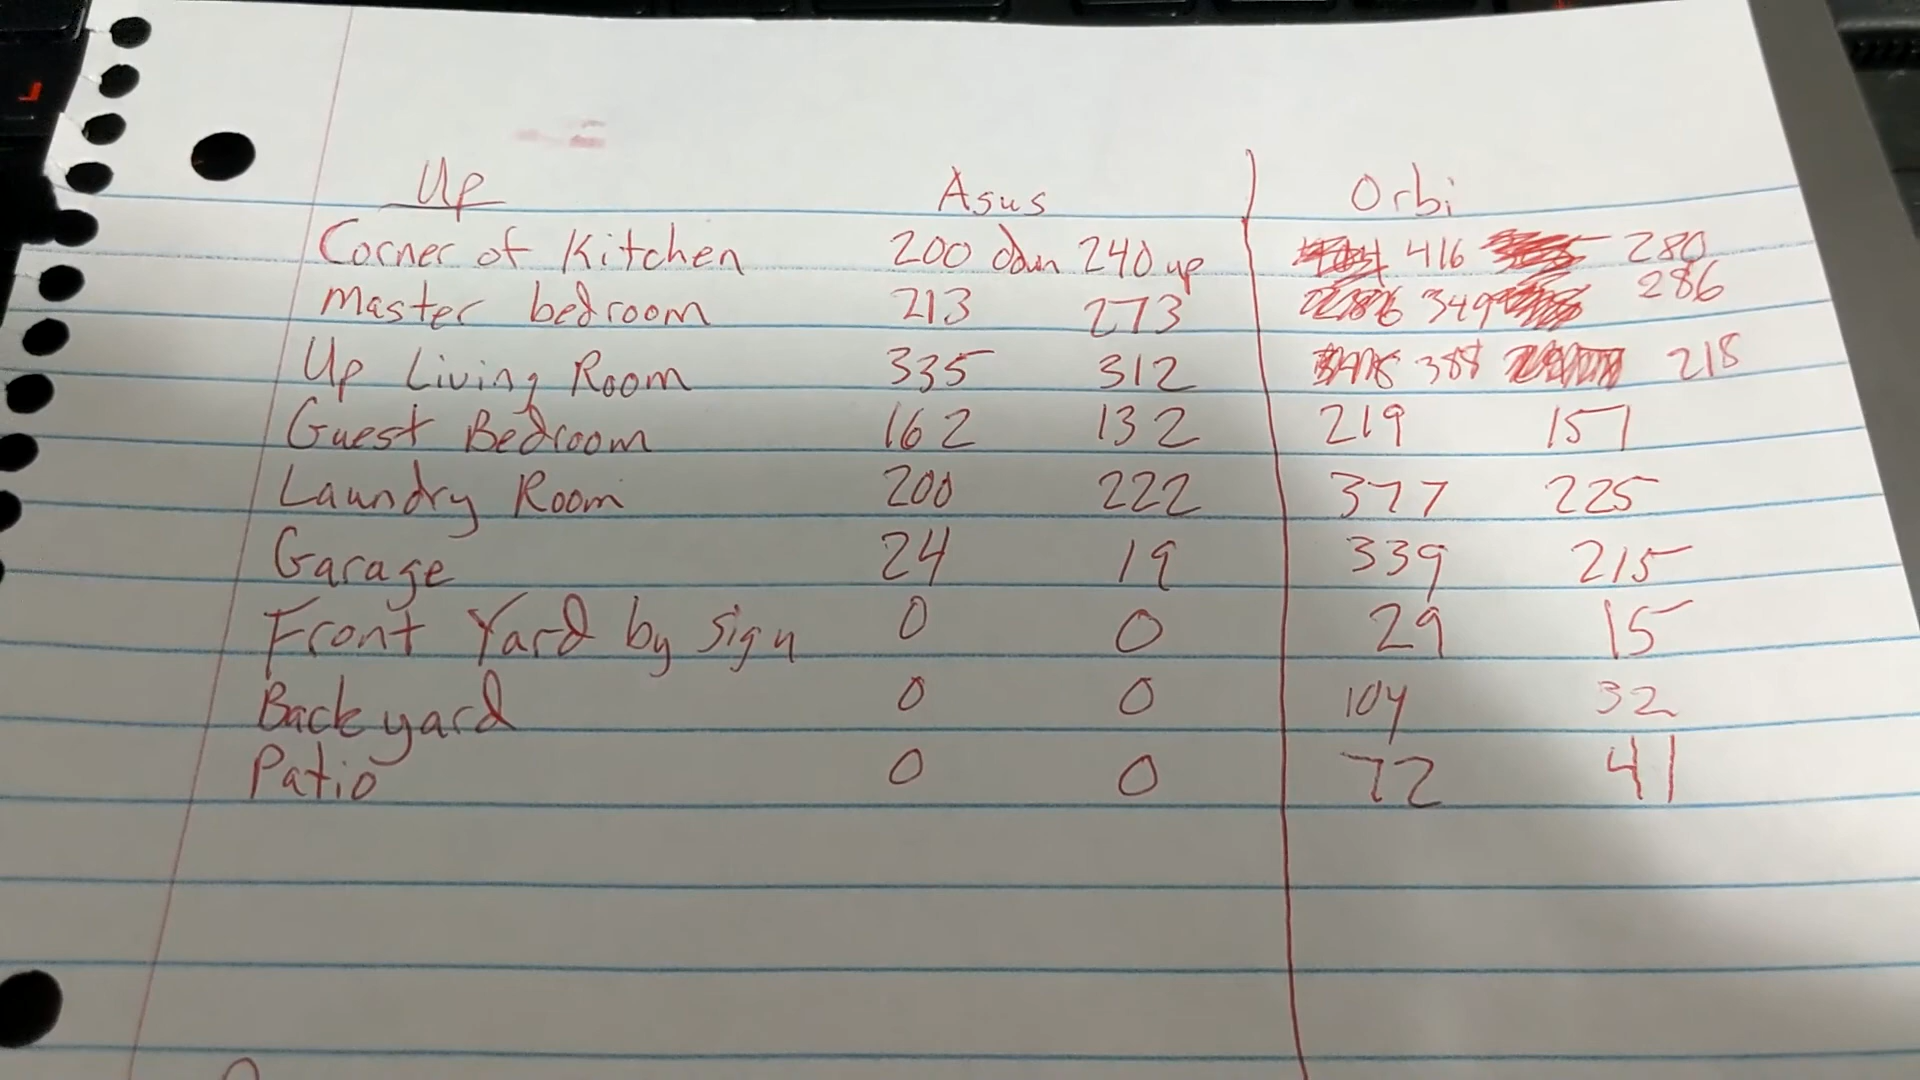 Up Asus Orbi
Corner of Kitchen 200 down 240 up 416 280
Master bedroom 213 273 349 286
Up Living Room 335 312 388 218
Guest Bedroom 162 132 219 157
Laundry Room 200 222 377 225
Garage 24 19 339 215
Front Yard by sign 0 0 29 15
Backyard 0 0 104 32
Patio 0 0 72 41